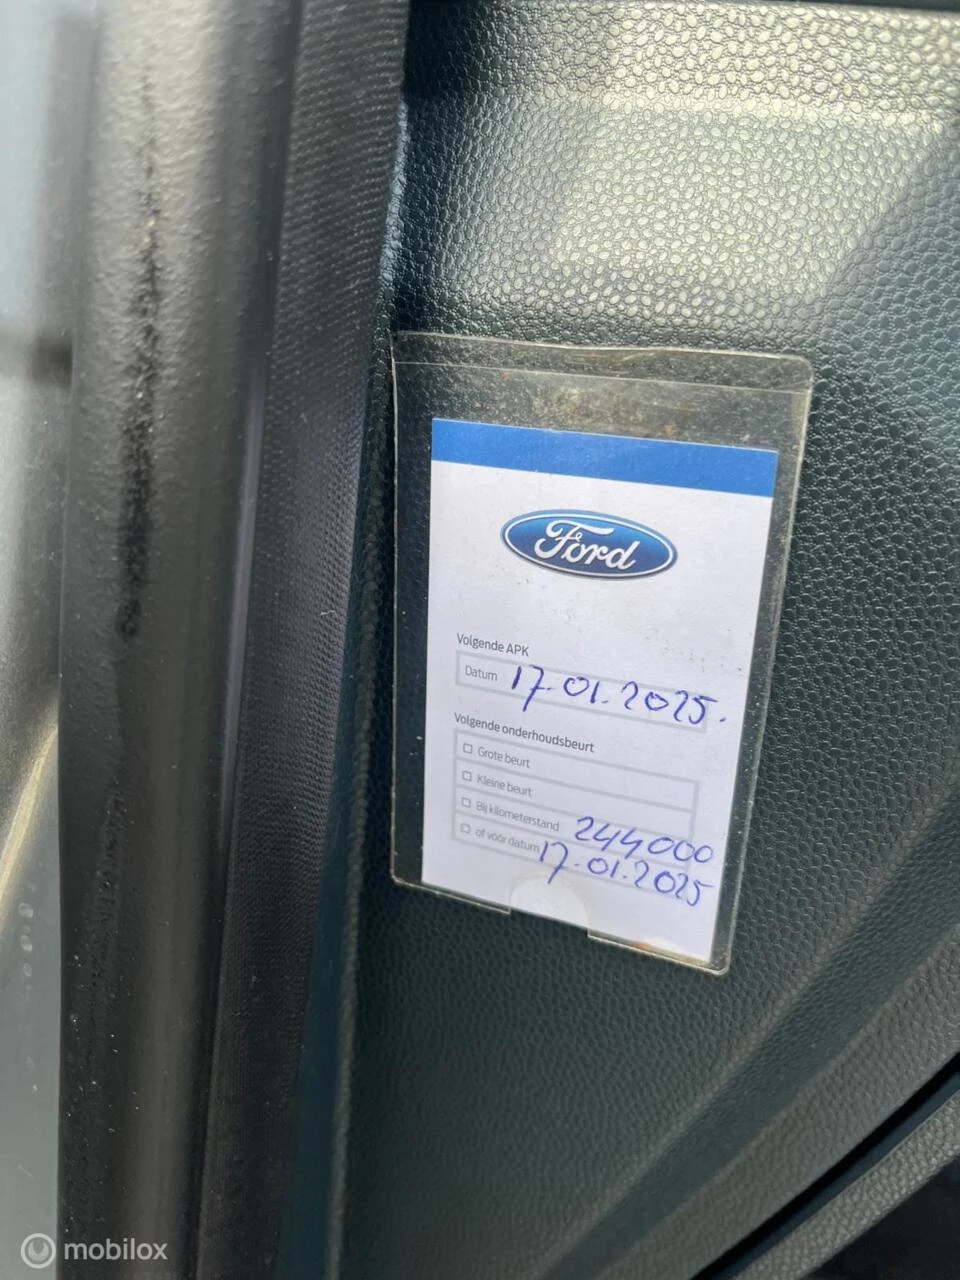 Ford
Volgende APK
Datum 17.01.2025.
Volgende onderhoudsbeurt
Grote beurt
Kleine beurt
Bij kilometerstand 244000
of vóór datum 17.01.2025
mobilox